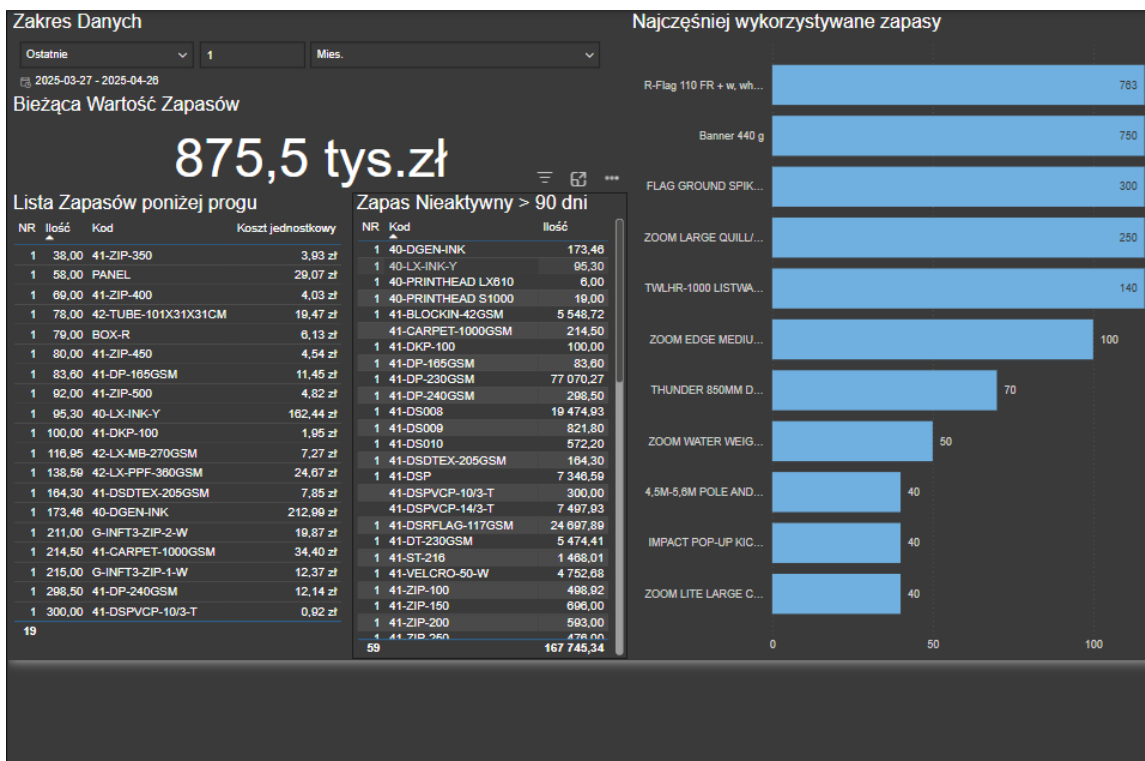 Zakres Danych
Ostatnie 1 Mies.
2025-03-27 - 2025-04-26
Bieżąca Wartość Zapasów
875,5 tys.zł
Lista Zapasów poniżej progu
NR Ilość Kod Koszt jednostkowy
1 38,00 41-ZIP-350 3,93 zł
1 58,00 PANEL 29,07 zł
1 69,00 41-ZIP-400 4,03 zł
1 78,00 42-TUBE-101X31X31CM 19,47 zł
1 79,00 BOX-R 6,13 zł
1 80,00 41-ZIP-450 4,54 zł
1 83,60 41-DP-165GSM 11,45 zł
1 92,00 41-ZIP-500 4,82 zł
1 95,30 40-LX-INK-Y 162,44 zł
1 100,00 41-DKP-100 1,95 zł
1 116,95 42-LX-MB-270GSM 7,27 zł
1 138,59 42-LX-PPF-360GSM 24,67 zł
1 164,30 41-DSDTEX-205GSM 7,85 zł
1 173,46 40-DGEN-INK 212,99 zł
1 211,00 G-INFT3-ZIP-2-W 19,87 zł
1 214,50 41-CARPET-1000GSM 34,40 zł
1 215,00 G-INFT3-ZIP-1-W 12,37 zł
1 298,50 41-DP-240GSM 12,14 zł
1 300,00 41-DSPVCP-10/3-T 0,92 zł
19
Zapas Nieaktywny > 90 dni
NR Kod Ilość
1 40-DGEN-INK 173,46
1 40-LX-INK-Y 95,30
1 40-PRINTHEAD LX610 6,00
1 40-PRINTHEAD S1000 19,00
1 41-BLOCKIN-42GSM 5 548,72
41-CARPET-1000GSM 214,50
1 41-DKP-100 100,00
1 41-DP-165GSM 83,60
1 41-DP-230GSM 77 070,27
1 41-DP-240GSM 298,50
1 41-DS008 19 474,93
1 41-DS009 821,80
1 41-DS010 572,20
1 41-DSDTEX-205GSM 164,30
1 41-DSP 7 346,59
41-DSPVCP-10/3-T 300,00
41-DSPVCP-14/3-T 7 497,93
1 41-DSRFLAG-117GSM 24 697,89
1 41-DT-230GSM 5 474,41
1 41-ST-216 1 468,01
1 41-VELCRO-50-W 4 752,68
1 41-ZIP-100 498,92
1 41-ZIP-150 696,00
1 41-ZIP-200 593,00
1 41-ZIP-250 476,00
59 167 745,34
Najczęśniej wykorzystywane zapasy
R-Flag 110 FR + w, wh... 763
Banner 440 g 750
FLAG GROUND SPIK... 300
ZOOM LARGE QUILL/... 250
TWLHR-1000 LISTWA... 140
ZOOM EDGE MEDIU... 100
THUNDER 850MM D... 70
ZOOM WATER WEIG... 50
4,5M-5,6M POLE AND... 40
IMPACT POP-UP KIC... 40
ZOOM LITE LARGE C... 40
0 50 100